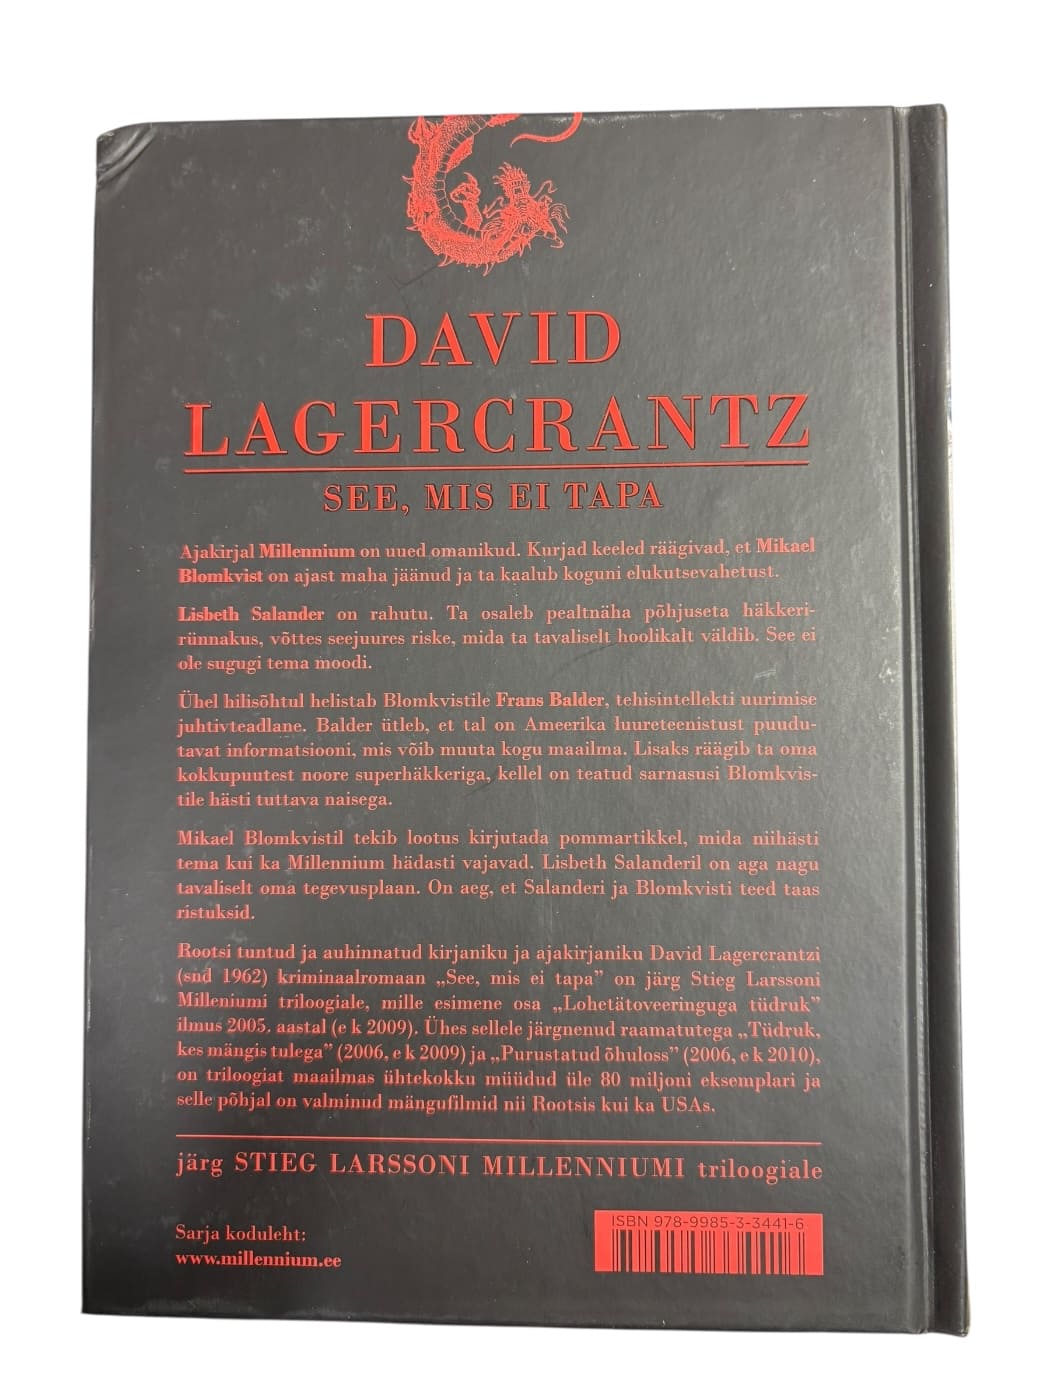 DAVID
LAGERCRANTZ
SEE, MIS EI TAPA
Ajakirjal Millennium on uued omanikud. Kurjad keeled räägivad, et Mikael
Blomkvist on ajast maha jäänud ja ta kaalub koguni elukutsevahetust.
Lisbeth Salander on rahutu. Ta osaleb pealtnäha põhjuseta häkkeri-
rünnakus, võttes seejuures riske, mida ta tavaliselt hoolikalt väldib. See ei
ole sugugi tema moodi.
Ühel hilisõhtul helistab Blomkvistile Frans Balder, tehisintellekti uurimise
juhtivteadlane. Balder ütleb, et tal on Ameerika luureteenistust puudu-
tavat informatsiooni, mis võib muuta kogu maailma. Lisaks räägib ta oma
kokkupuutest noore superhäkkeriga, kellel on teatud sarnasusi Blomkvis-
tile hästi tuttava naisega.
Mikael Blomkvistil tekib lootus kirjutada pommartikkel, mida niihästi
tema kui ka Millennium hädasti vajavad. Lisbeth Salanderil on aga nagu
tavaliselt oma tegevusplaan. On aeg, et Salanderi ja Blomkvisti teed taas
ristuksid.
Rootsi tuntud ja auhinnatud kirjaniku ja ajakirjaniku David Lagercrantzi
(snd 1962) kriminaalromaan „See, mis ei tapa” on järg Stieg Larssoni
Milleniumi triloogiale, mille esimene osa „Lohetätoveeringuga tüdruk”
ilmus 2005. aastal (e k 2009). Ühes sellele järgnenud raamatutega „Tüdruk,
kes mängis tulega” (2006, e k 2009) ja „Purustatud õhuloss” (2006, e k 2010),
on triloogiat maailmas ühtekokku müüdud üle 80 miljoni eksemplari ja
selle põhjal on valminud mängufilmid nii Rootsis kui ka USAs.
järg STIEG LARSSONI MILLENNIUMI triloogiale
Sarja koduleht:
www.millennium.ee
ISBN 978-9985-3-3441-6